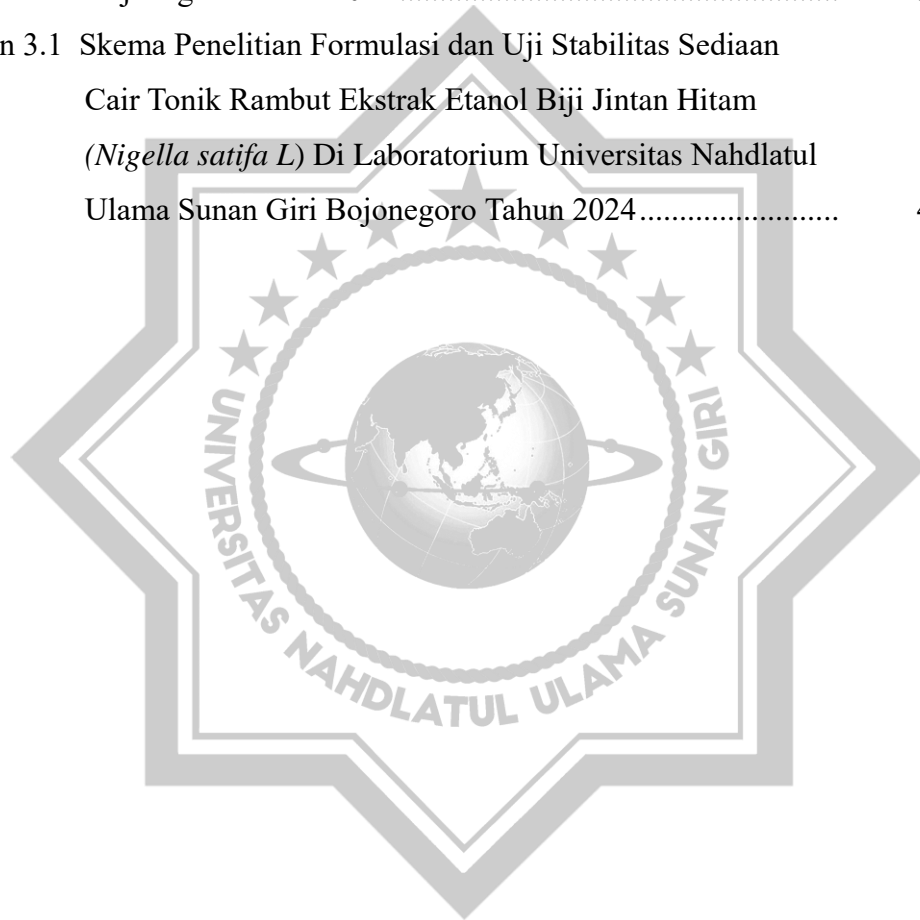 n 3.1 Skema Penelitian Formulasi dan Uji Stabilitas Sediaan
Cair Tonik Rambut Ekstrak Etanol Biji Jintan Hitam
(Nigella satifa L) Di Laboratorium Universitas Nahdlatul
Ulama Sunan Giri Bojonegoro Tahun 2024........................
UNIVERSITAS NAHDLATUL ULAMA SUNAN GIRI